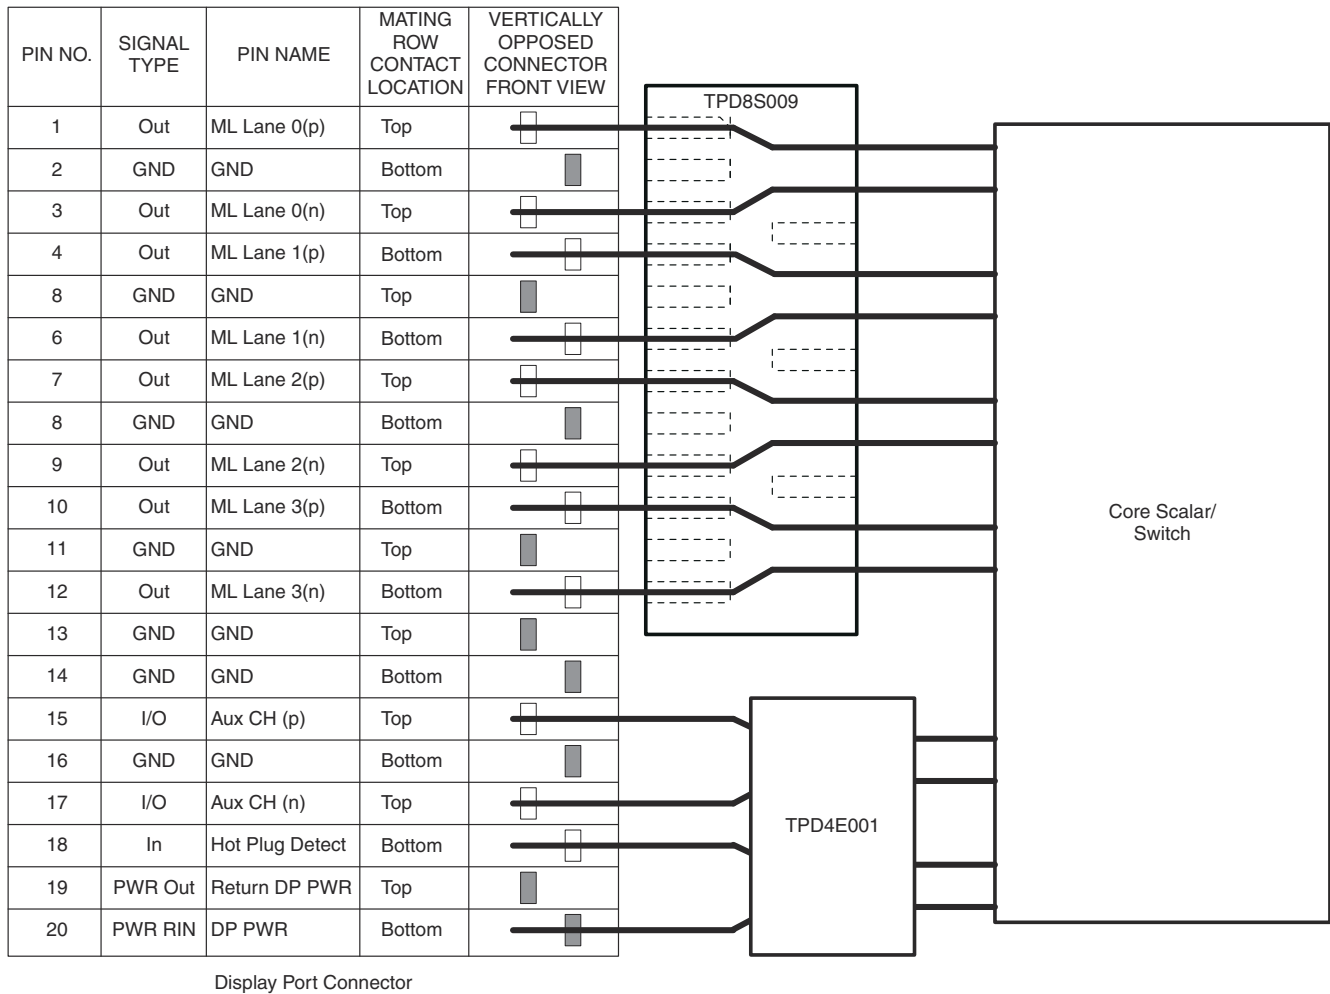 PIN NO. SIGNAL TYPE PIN NAME MATING ROW CONTACT LOCATION VERTICALLY OPPOSED CONNECTOR FRONT VIEW
TPD8S009
1 Out ML Lane 0(p) Top
2 GND GND Bottom
3 Out ML Lane 0(n) Top
4 Out ML Lane 1(p) Bottom
8 GND GND Top
6 Out ML Lane 1(n) Bottom
7 Out ML Lane 2(p) Top
8 GND GND Bottom
9 Out ML Lane 2(n) Top
10 Out ML Lane 3(p) Bottom
Core Scalar/
Switch
11 GND GND Top
12 Out ML Lane 3(n) Bottom
13 GND GND Top
14 GND GND Bottom
15 I/O Aux CH (p) Top
16 GND GND Bottom
17 I/O Aux CH (n) Top
TPD4E001
18 In Hot Plug Detect Bottom
19 PWR Out Return DP PWR Top
20 PWR RIN DP PWR Bottom
Display Port Connector